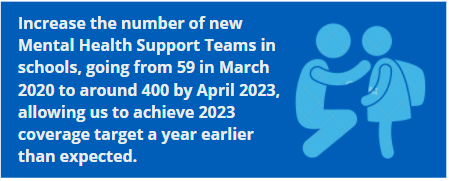 Increase the number of new
Mental Health Support Teams in
schools, going from 59 in March
2020 to around 400 by April 2023,
allowing us to achieve 2023
coverage target a year earlier
than expected.